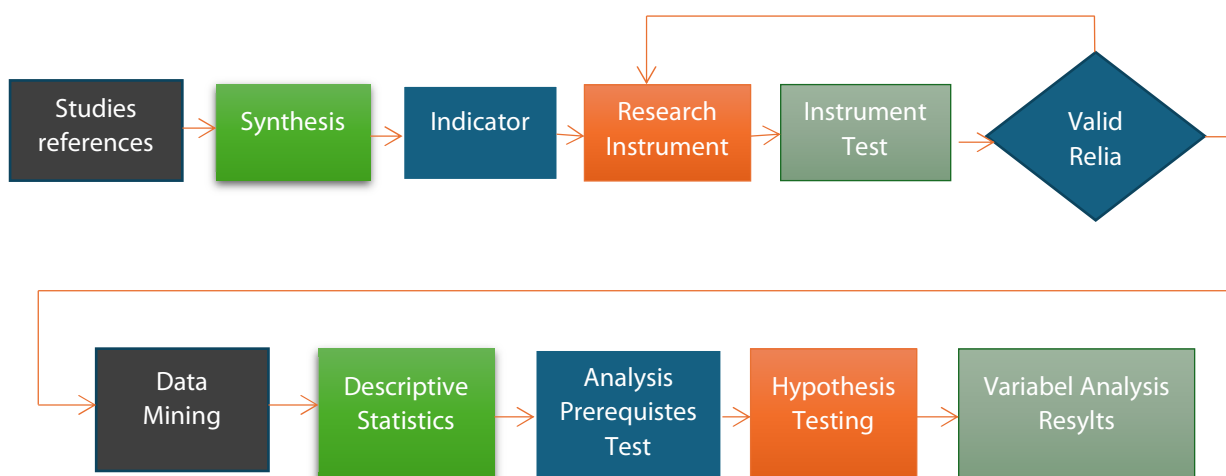 Studies
references
Synthesis
Indicator
Research
Instrument
Instrument
Test
Valid
Relia
Data
Mining
Descriptive
Statistics
Analysis
Prerequistes
Test
Hypothesis
Testing
Variabel Analysis
Resylts